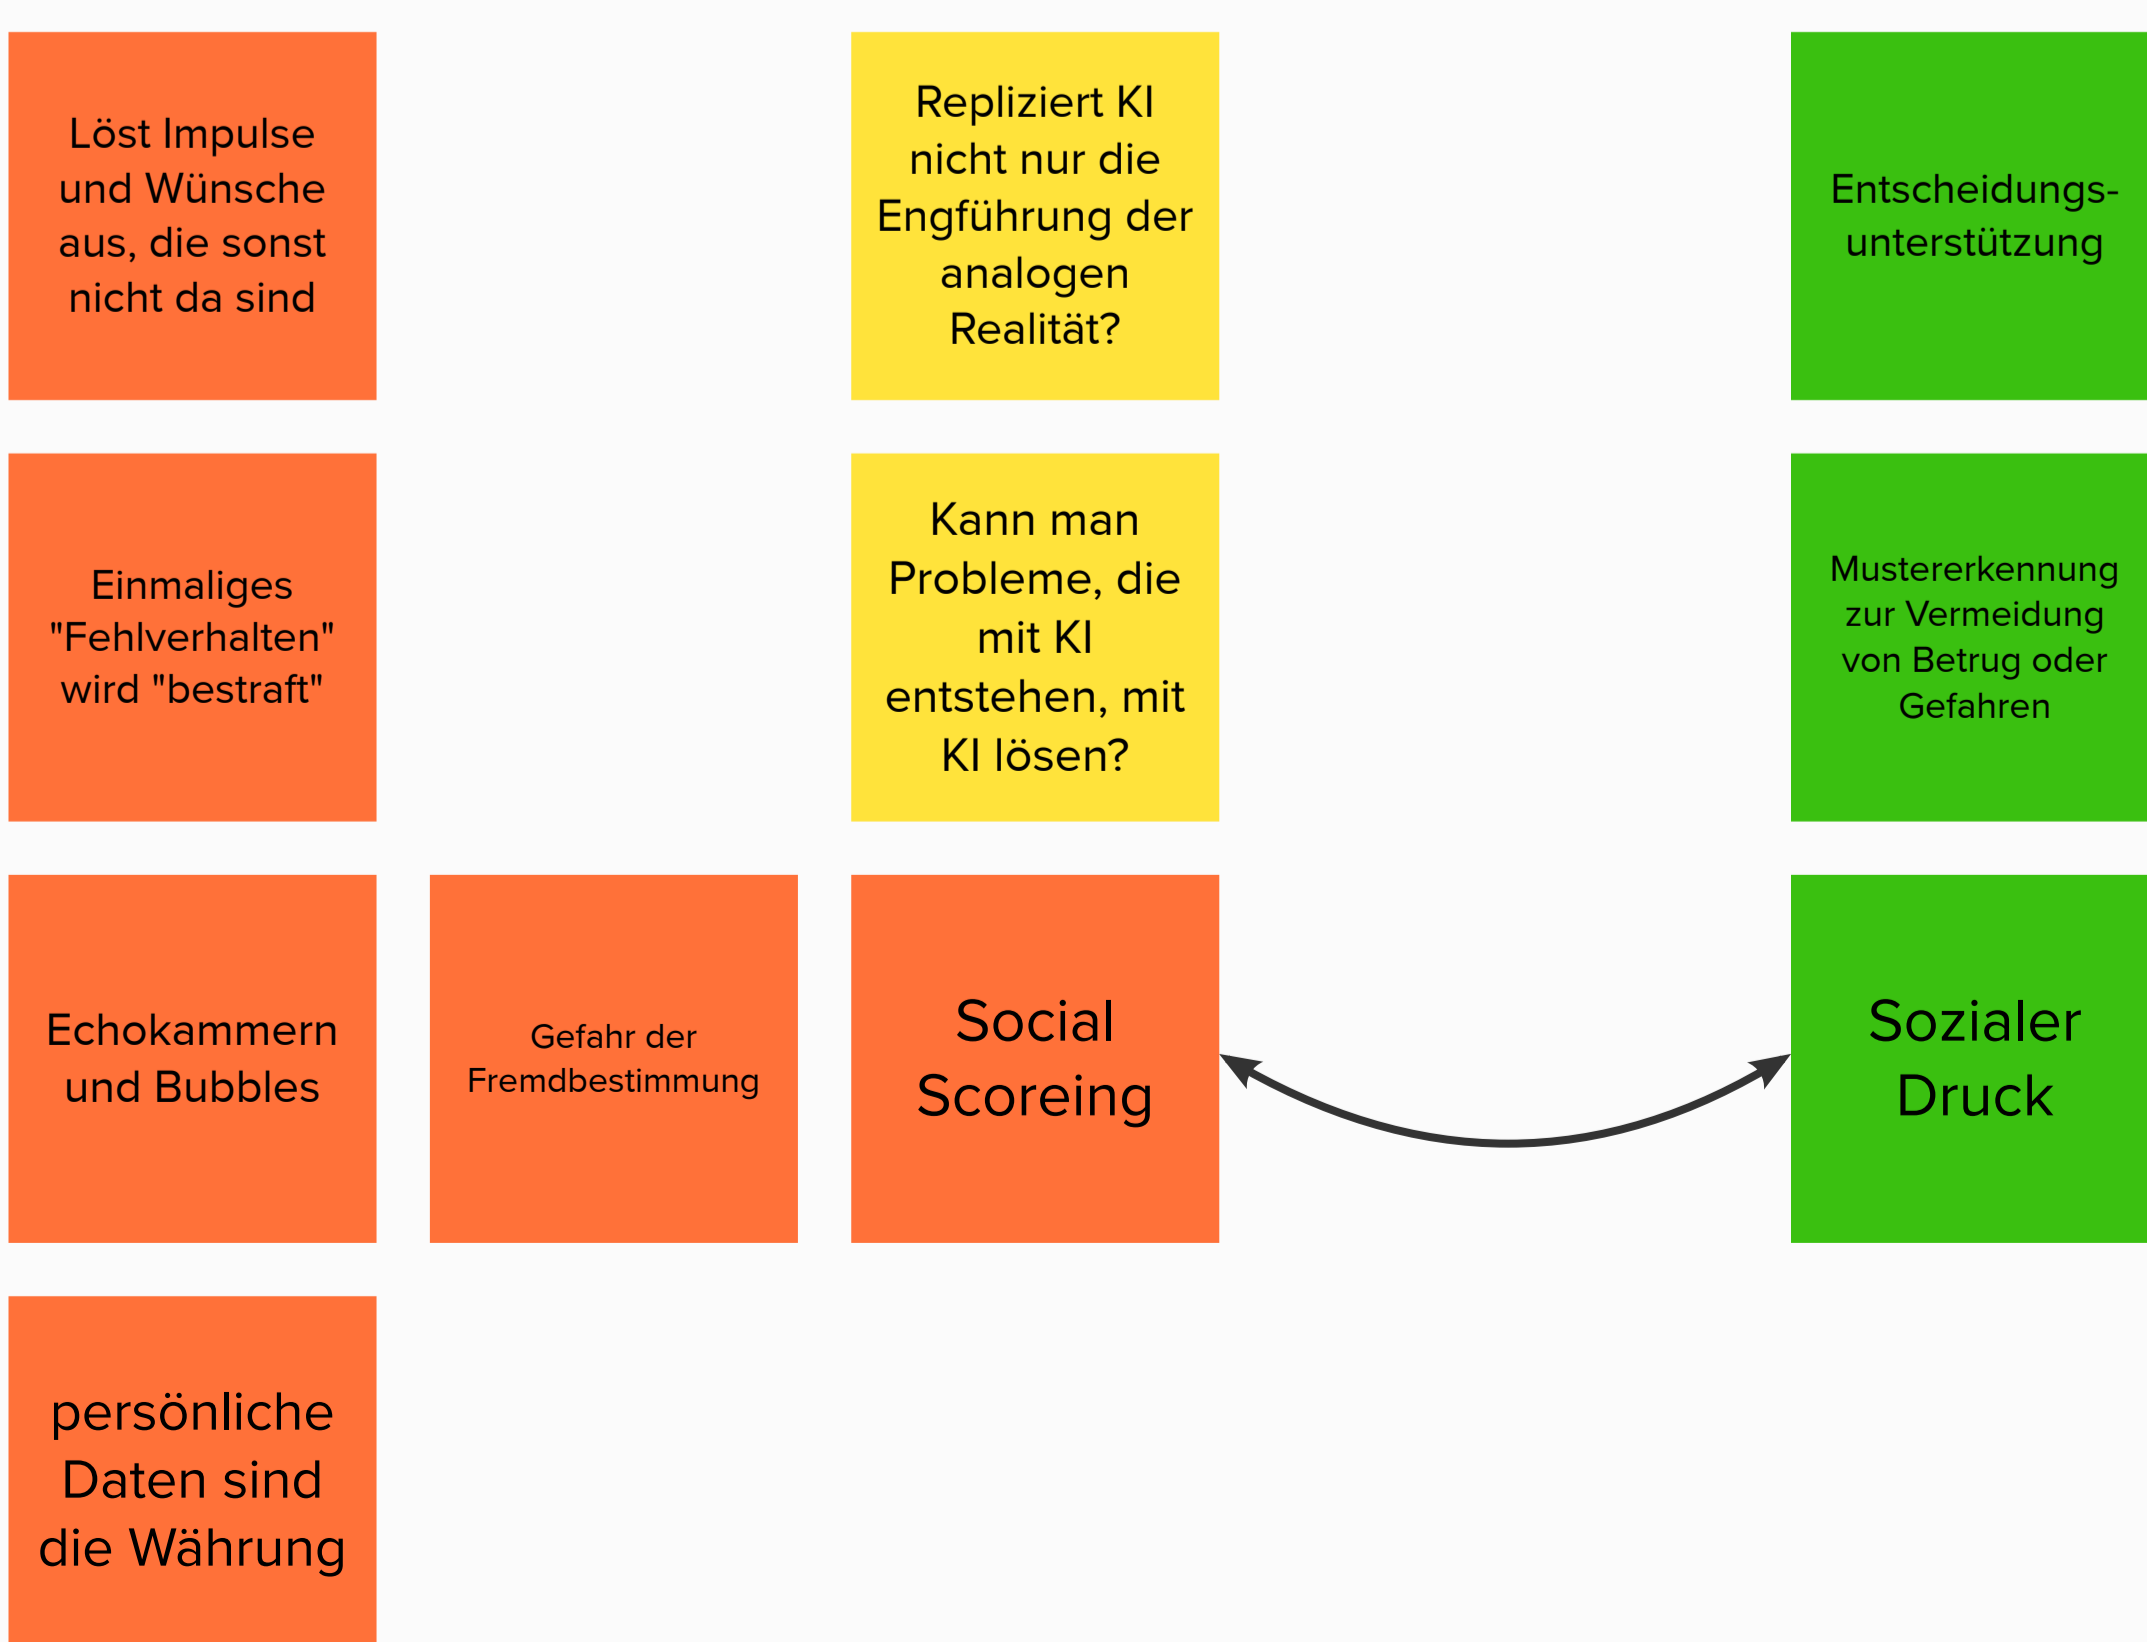 Löst Impulse
und Wünsche
aus, die sonst
nicht da sind
Repliziert KI
nicht nur die
Engführung der
analogen
Realität?
Entscheidungs-
unterstützung
Einmaliges
"Fehlverhalten"
wird "bestraft"
Kann man
Probleme, die
mit KI
entstehen, mit
KI lösen?
Mustererkennung
zur Vermeidung
von Betrug oder
Gefahren
Echokammern
und Bubbles
Gefahr der
Fremdbestimmung
Social
Scoreing
Sozialer
Druck
persönliche
Daten sind
die Währung